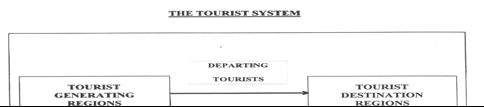 THE TOURIST SYSTEM
DEPARTING
TOURISTS
TOURIST
GENERATING
REGIONS
TOURIST
DESTINATION
REGIONS